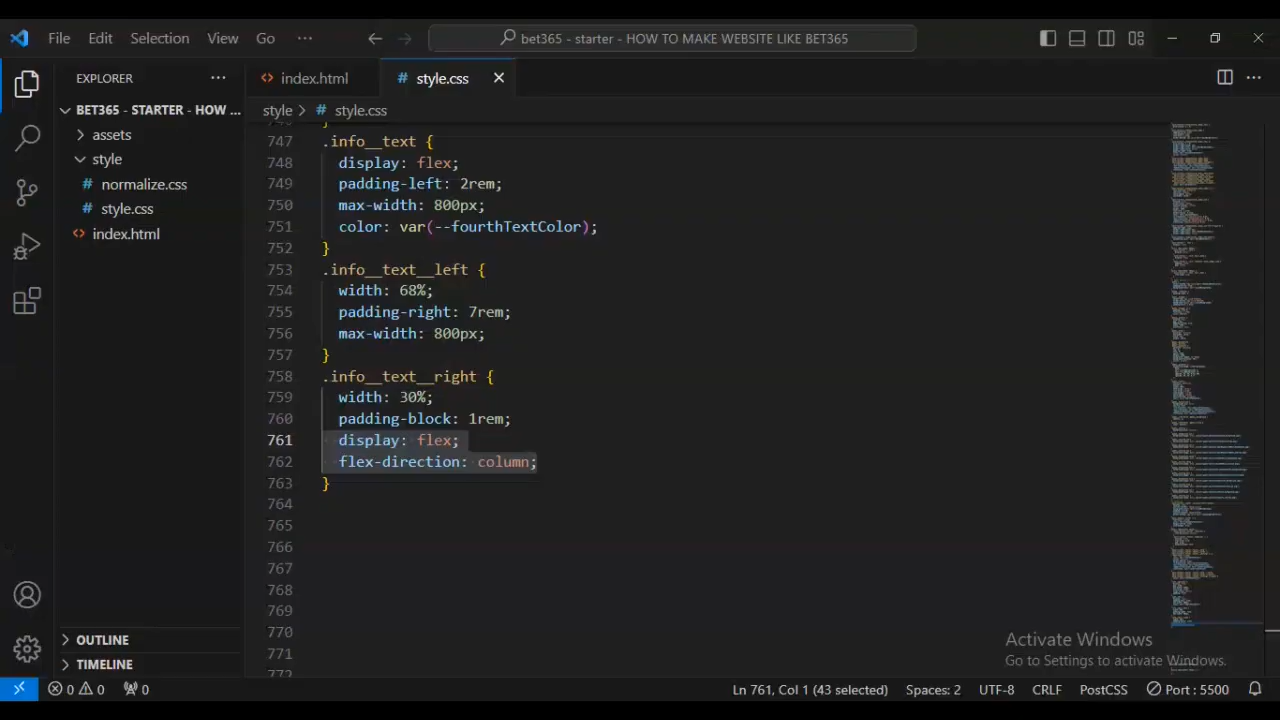 File Edit Selection View Go ···
bet365 - starter - HOW TO MAKE WEBSITE LIKE BET365
EXPLORER ···
index.html
# style.css
BET365 - STARTER - HOW ...
style > # style.css
assets
style
# normalize.css
# style.css
index.html
747 .info__text {
748 display: flex;
749 padding-left: 2rem;
750 max-width: 800px;
751 color: var(--fourthTextColor);
752 }
753 .info__text__left {
754 width: 68%;
755 padding-right: 7rem;
756 max-width: 800px;
757 }
758 .info__text__right {
759 width: 30%;
760 padding-block: 1rem;
761 display: flex;
762 flex-direction: column;
763 }
764
765
766
767
768
769
770
771
772
OUTLINE
TIMELINE
Activate Windows
Go to Settings to activate Windows.
0 0 0 Ln 761, Col 1 (43 selected) Spaces: 2 UTF-8 CRLF PostCSS Port : 5500